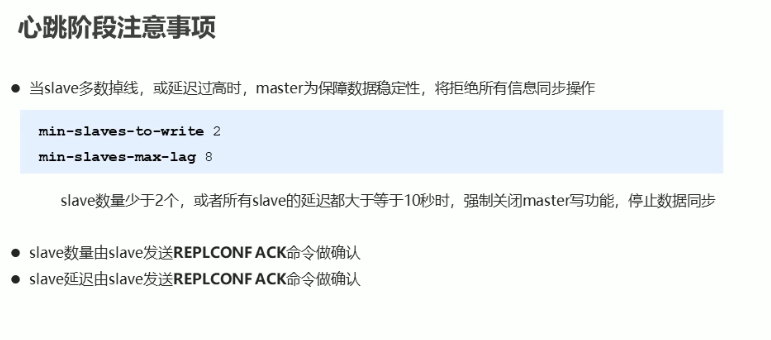 心跳阶段注意事项
● 当slave多数掉线，或延迟过高时，master为保障数据稳定性，将拒绝所有信息同步操作
min-slaves-to-write 2
min-slaves-max-lag 8
slave数量少于2个，或者所有slave的延迟都大于等于10秒时，强制关闭master写功能，停止数据同步
● slave数量由slave发送REPLCONF ACK命令做确认
● slave延迟由slave发送REPLCONF ACK命令做确认